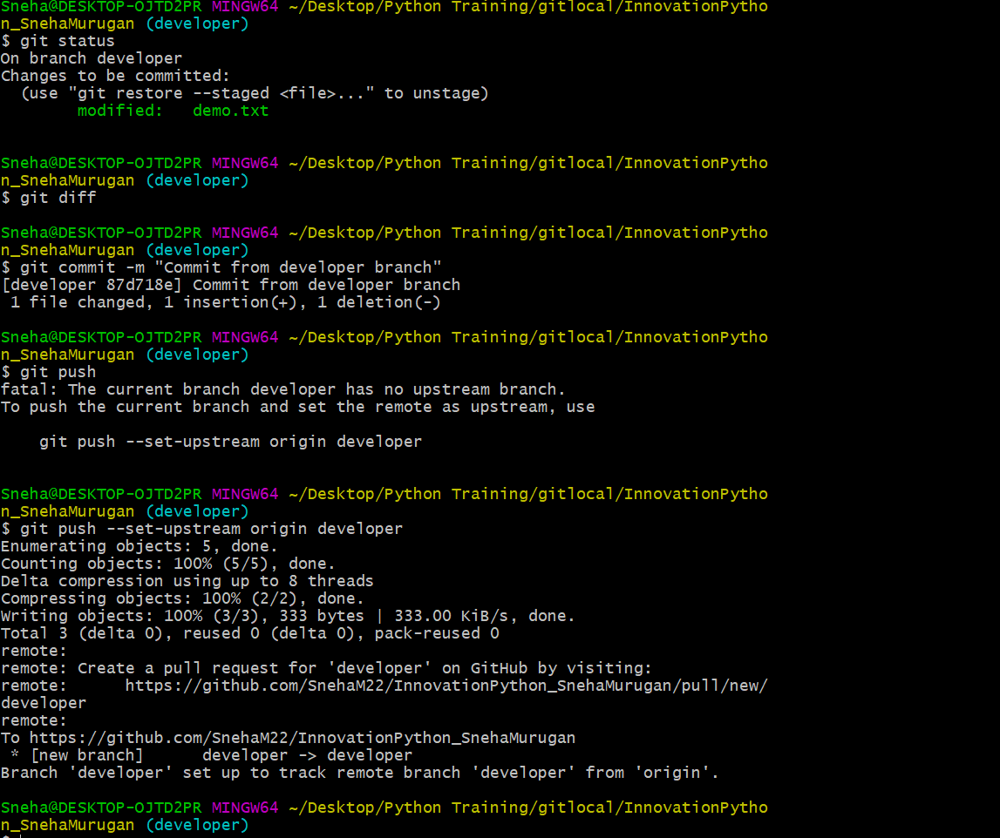 Sneha@DESKTOP-OJTD2PR MINGW64 ~/Desktop/Python Training/gitlocal/InnovationPytho
n_SnehaMurugan (developer)
$ git status
On branch developer
Changes to be committed:
  (use "git restore --staged <file>..." to unstage)
        modified:   demo.txt

Sneha@DESKTOP-OJTD2PR MINGW64 ~/Desktop/Python Training/gitlocal/InnovationPytho
n_SnehaMurugan (developer)
$ git diff

Sneha@DESKTOP-OJTD2PR MINGW64 ~/Desktop/Python Training/gitlocal/InnovationPytho
n_SnehaMurugan (developer)
$ git commit -m "Commit from developer branch"
[developer 87d718e] Commit from developer branch
 1 file changed, 1 insertion(+), 1 deletion(-)

Sneha@DESKTOP-OJTD2PR MINGW64 ~/Desktop/Python Training/gitlocal/InnovationPytho
n_SnehaMurugan (developer)
$ git push
fatal: The current branch developer has no upstream branch.
To push the current branch and set the remote as upstream, use

    git push --set-upstream origin developer

Sneha@DESKTOP-OJTD2PR MINGW64 ~/Desktop/Python Training/gitlocal/InnovationPytho
n_SnehaMurugan (developer)
$ git push --set-upstream origin developer
Enumerating objects: 5, done.
Counting objects: 100% (5/5), done.
Delta compression using up to 8 threads
Compressing objects: 100% (2/2), done.
Writing objects: 100% (3/3), 333 bytes | 333.00 KiB/s, done.
Total 3 (delta 0), reused 0 (delta 0), pack-reused 0
remote:
remote: Create a pull request for 'developer' on GitHub by visiting:
remote:      https://github.com/SnehaM22/InnovationPython_SnehaMurugan/pull/new/
developer
remote:
To https://github.com/SnehaM22/InnovationPython_SnehaMurugan
 * [new branch]      developer -> developer
Branch 'developer' set up to track remote branch 'developer' from 'origin'.

Sneha@DESKTOP-OJTD2PR MINGW64 ~/Desktop/Python Training/gitlocal/InnovationPytho
n_SnehaMurugan (developer)
$